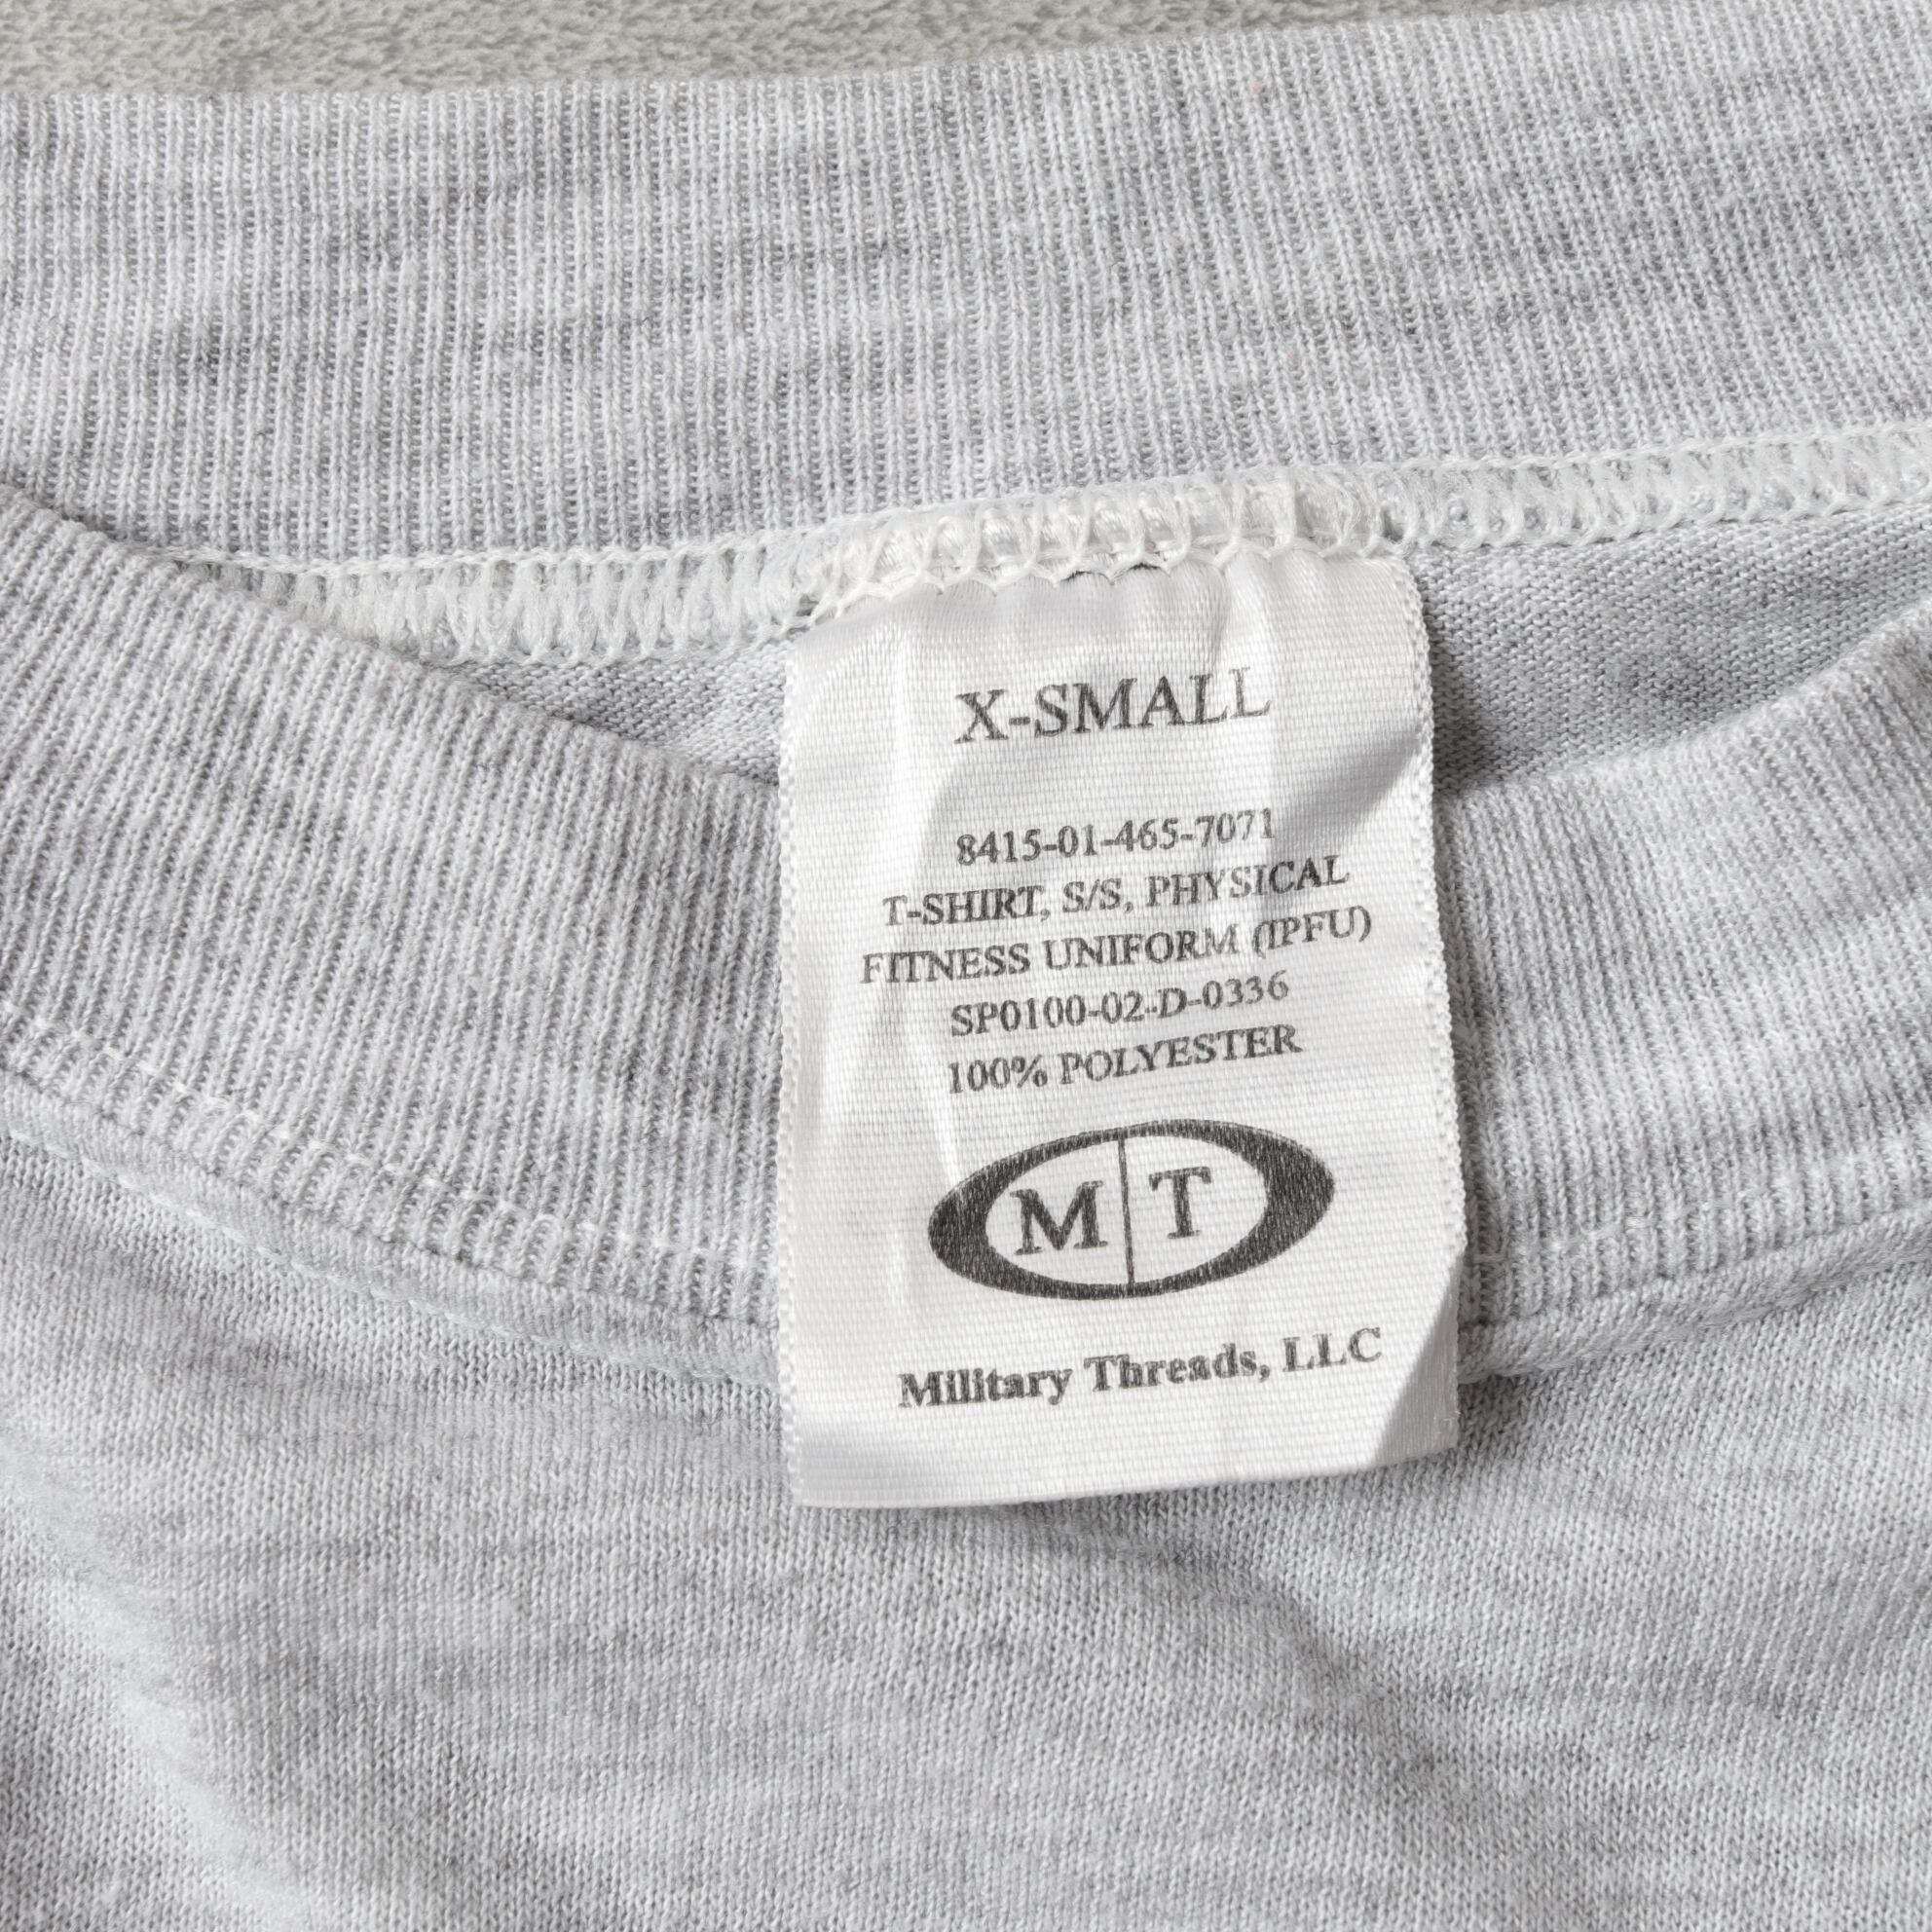 X-SMALL
8415-01-465-7071
T-SHIRT, S/S, PHYSICAL
FITNESS UNIFORM (IPFU)
SP0100-02-D-0336
100% POLYESTER
M T
Military Threads, LLC